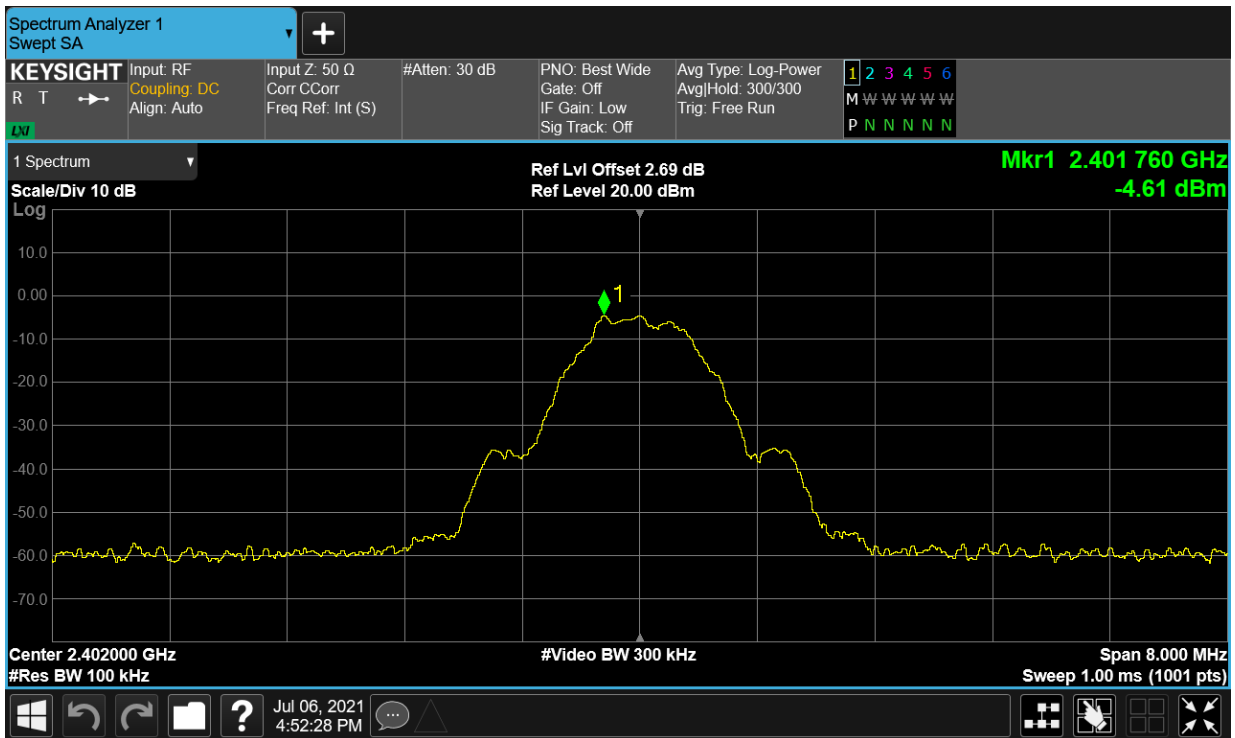 Spectrum Analyzer 1
Swept SA
▼
+
KEYSIGHT
R T
LXI
Input: RF
Coupling: DC
Align: Auto
Input Z: 50 Ω
Corr CCorr
Freq Ref: Int (S)
#Atten: 30 dB
PNO: Best Wide
Gate: Off
IF Gain: Low
Sig Track: Off
Avg Type: Log-Power
Avg|Hold: 300/300
Trig: Free Run
1 2 3 4 5 6
M W W W W W
P N N N N N
1 Spectrum ▼
Scale/Div 10 dB
Log
Ref Lvl Offset 2.69 dB
Ref Level 20.00 dBm
Mkr1 2.401 760 GHz
-4.61 dBm
10.0
0.00
-10.0
-20.0
-30.0
-40.0
-50.0
-60.0
-70.0
1
Center 2.402000 GHz
#Res BW 100 kHz
#Video BW 300 kHz
Span 8.000 MHz
Sweep 1.00 ms (1001 pts)
?
Jul 06, 2021
4:52:28 PM